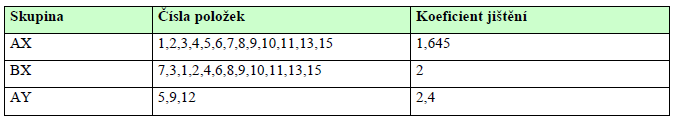 Skupina Čísla položek Koeficient jištění
AX 1,2,3,4,5,6,7,8,9,10,11,13,15 1,645
BX 7,3,1,2,4,6,8,9,10,11,13,15 2
AY 5,9,12 2,4